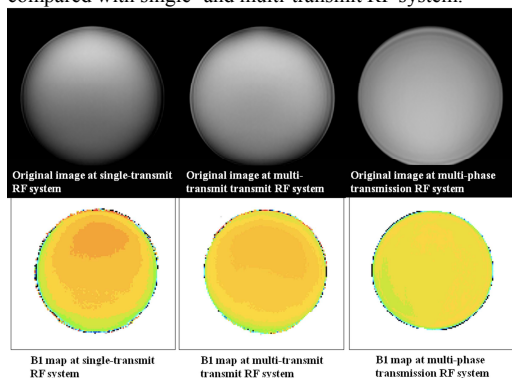 compared with single- and multi-transmit RF system.
Original image at single-transmit
RF system
Original image at multi-
transmit transmit RF system
Original image at multi-phase
transmission RF system
B1 map at single-transmit
RF system
B1 map at multi-transmit
transmit RF system
B1 map at multi-phase
transmission RF system